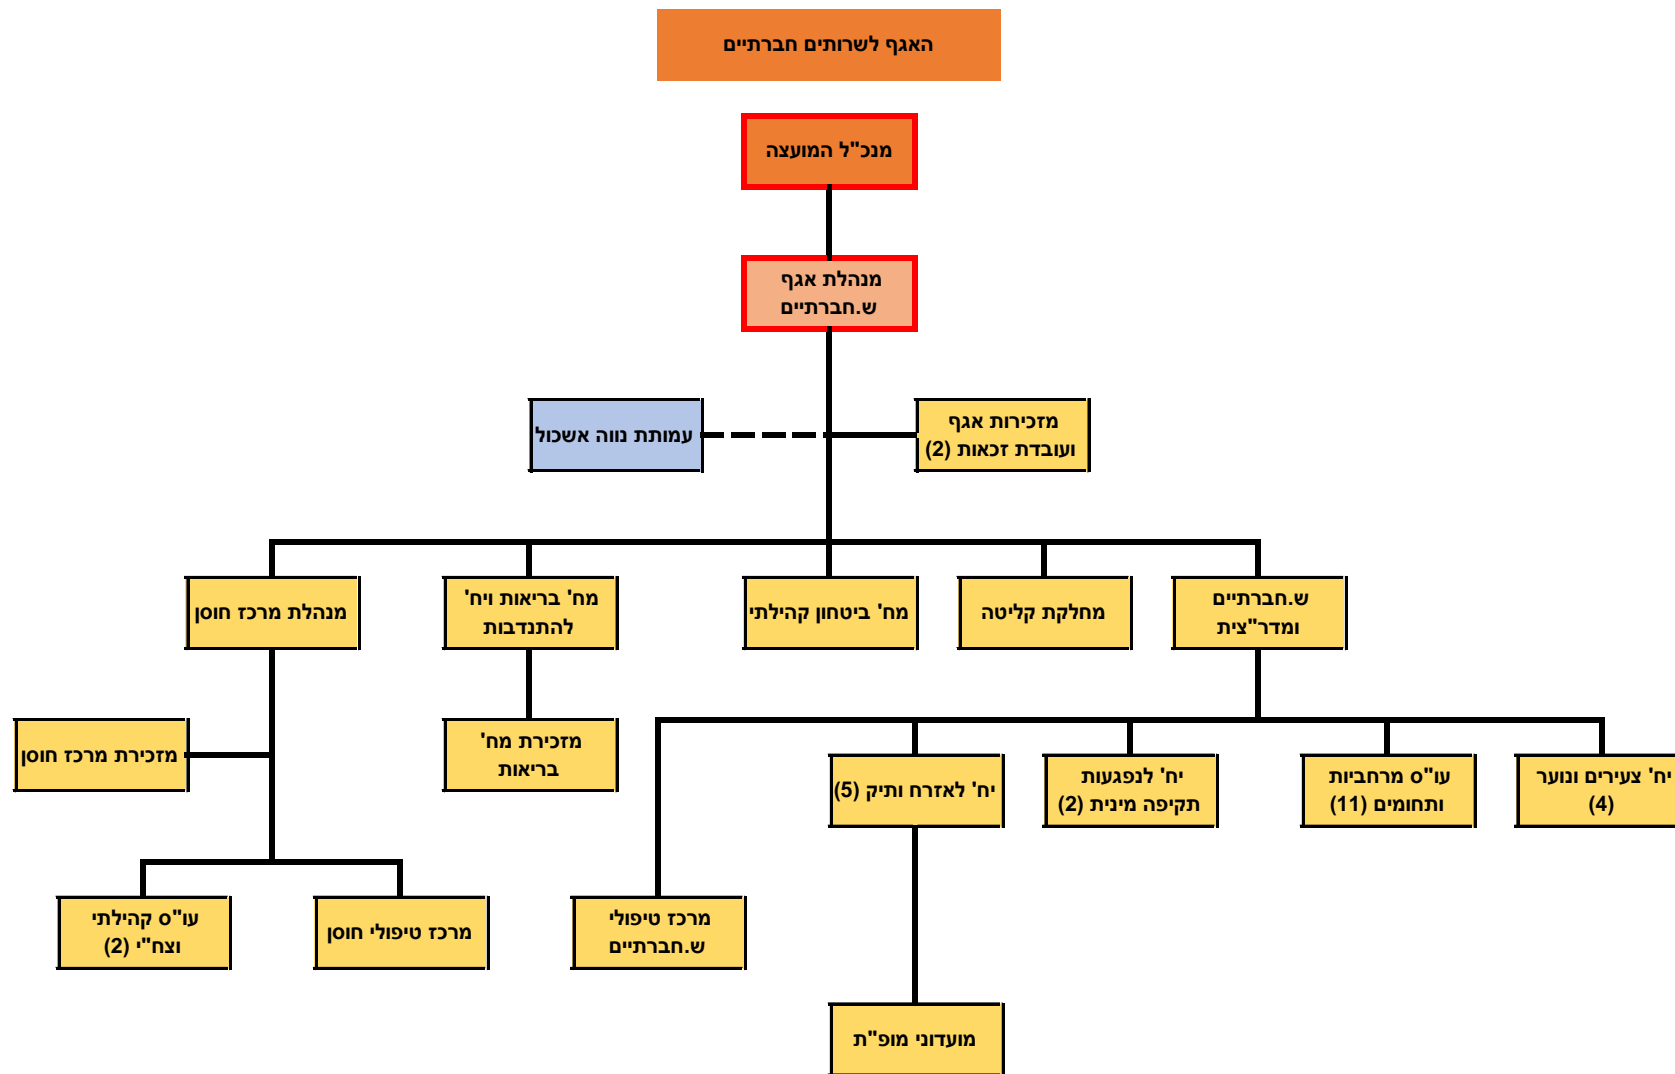 האגף לשרותים חברתיים
מנכ"ל המועצה
מנהלת אגף
ש.חברתיים
מזכירות אגף
ועובדת זכאות (2)
עמותת נווה אשכול
ש.חברתיים
ומדר"צית
מחלקת קליטה
מח' ביטחון קהילתי
מח' בריאות ויח'
להתנדבות
מנהלת מרכז חוסן
יח' צעירים ונוער
(4)
עו"ס מרחביות
ותחומים (11)
יח' לנפגעות
תקיפה מינית (2)
יח' לאזרח ותיק (5)
מזכירת מח'
בריאות
מזכירת מרכז חוסן
מרכז טיפולי
ש.חברתיים
מרכז טיפולי חוסן
עו"ס קהילתי
וצח"י (2)
מועדוני מופ"ת